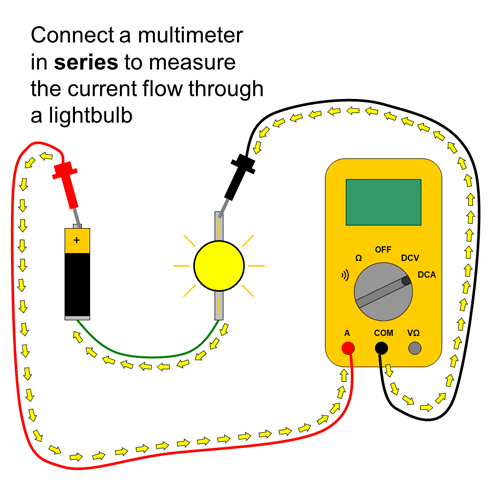 Connect a multimeter
in series to measure
the current flow through
a lightbulb
+
OFF
Ω DCV
DCA
A COM VΩ